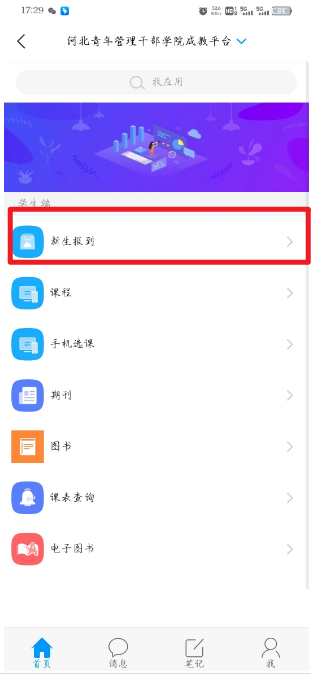 17:29
河北青年管理干部学院成教平台
找应用
学生端
新生报到
课程
手机选课
期刊
图书
课表查询
电子图书
首页 消息 笔记 我